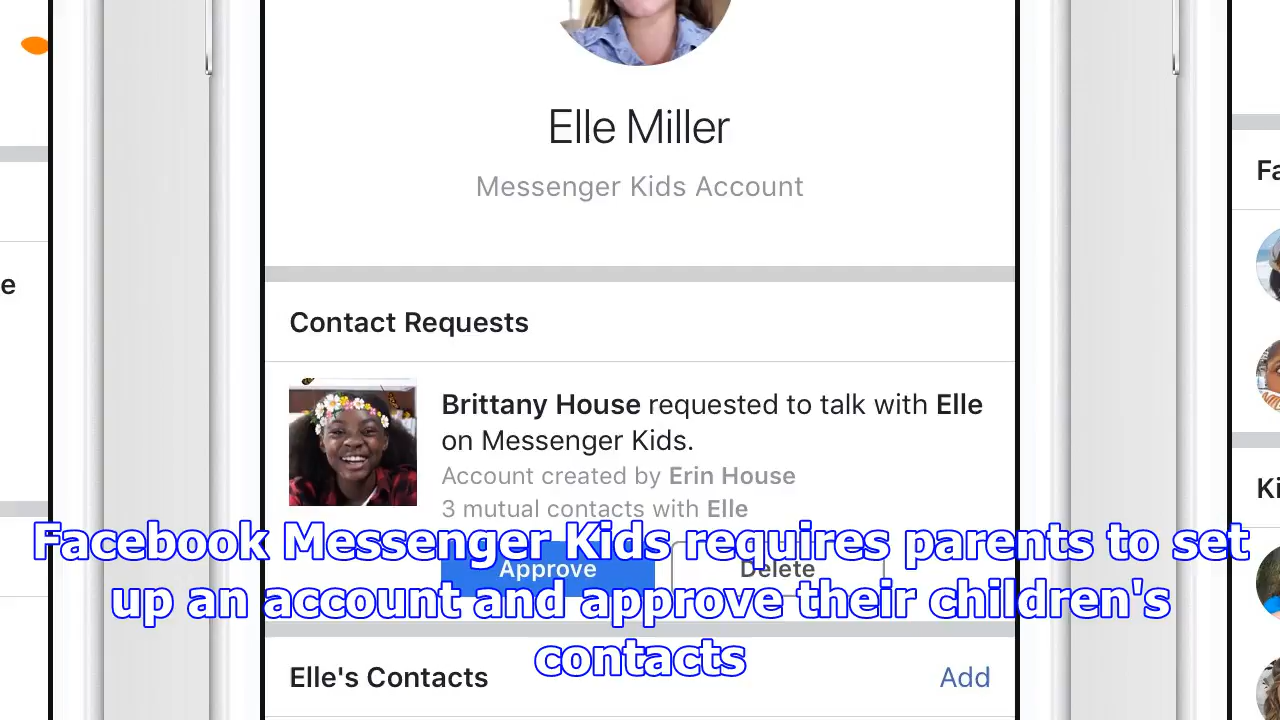 Elle Miller
Messenger Kids Account
Fa
Contact Requests
e
Brittany House requested to talk with Elle
on Messenger Kids.
Account created by Erin House
Ki
3 mutual contacts with Elle
Approve
Delete
Facebook Messenger Kids requires parents to set
up an account and approve their children's
contacts
Elle's Contacts
Add